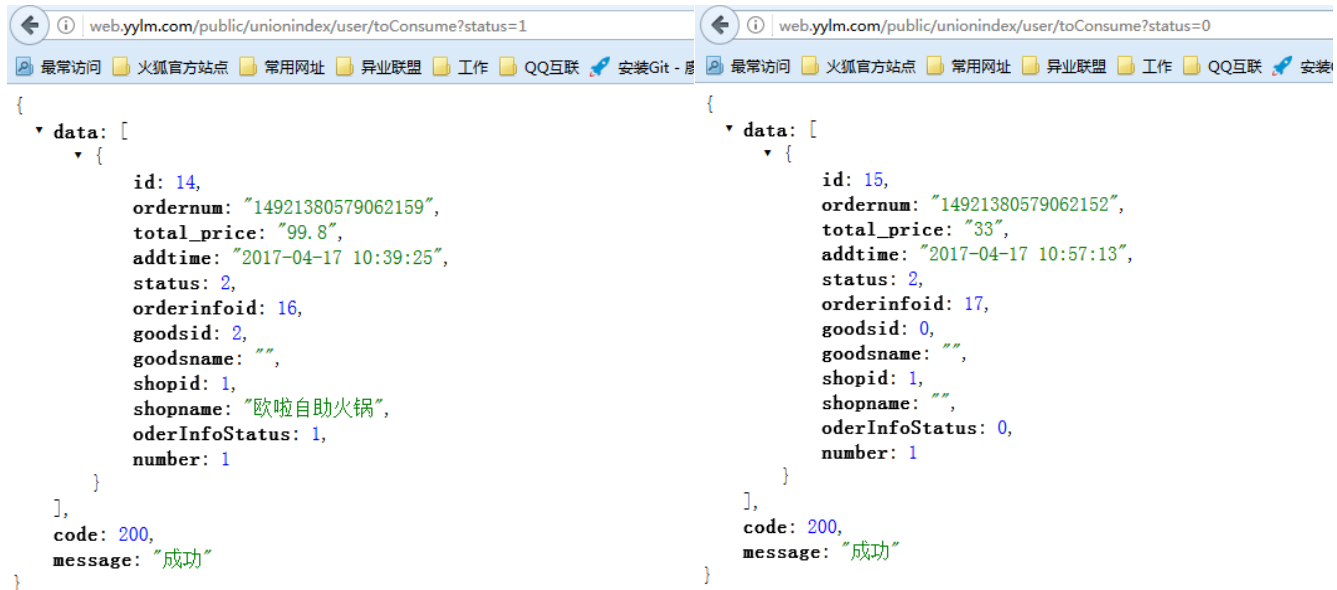 web.yylm.com/public/unionindex/user/toConsume?status=1
最常访问 火狐官方站点 常用网址 异业联盟 工作 QQ互联 安装Git -
{
data: [
{
id: 14,
ordernum: "14921380579062159",
total_price: "99.8",
addtime: "2017-04-17 10:39:25",
status: 2,
orderinfoid: 16,
goodsid: 2,
goodsname: "",
shopid: 1,
shopname: "欧啦自助火锅",
oderInfoStatus: 1,
number: 1
}
],
code: 200,
message: "成功"
}
web.yylm.com/public/unionindex/user/toConsume?status=0
最常访问 火狐官方站点 常用网址 异业联盟 工作 QQ互联 安装
{
data: [
{
id: 15,
ordernum: "14921380579062152",
total_price: "33",
addtime: "2017-04-17 10:57:13",
status: 2,
orderinfoid: 17,
goodsid: 0,
goodsname: "",
shopid: 1,
shopname: "",
oderInfoStatus: 0,
number: 1
}
],
code: 200,
message: "成功"
}